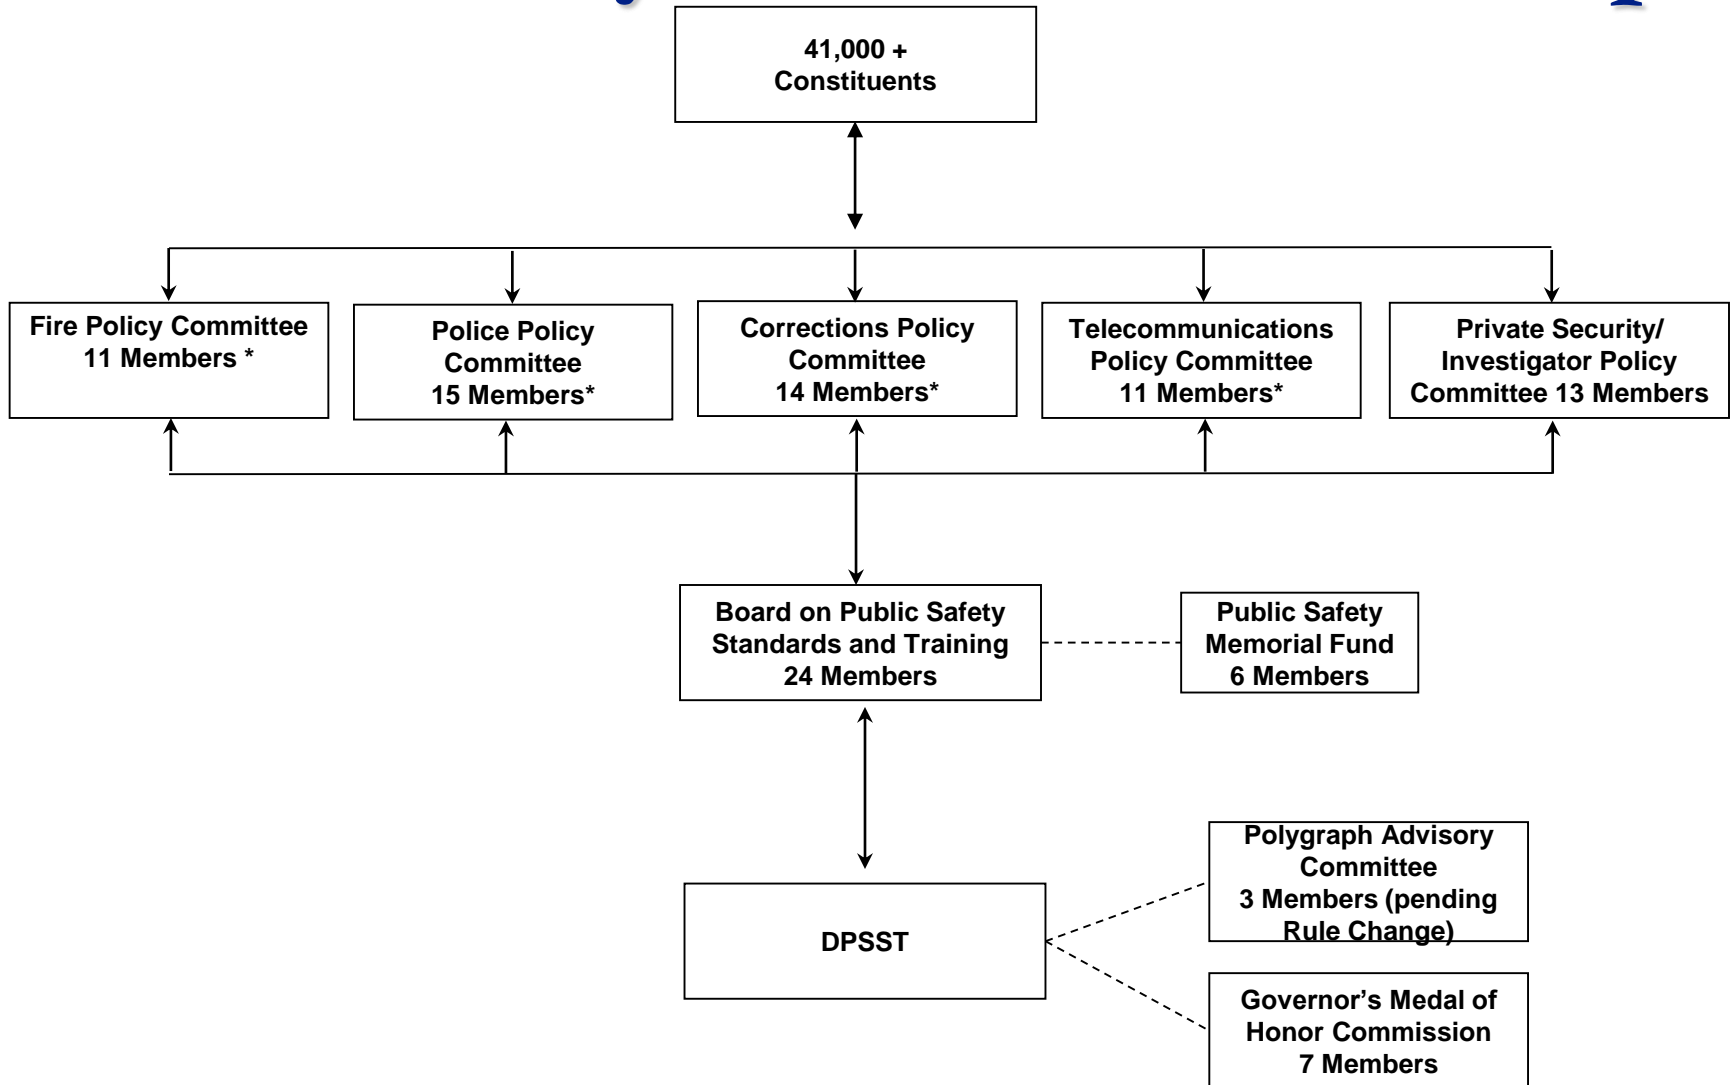 41,000 +
Constituents
Fire Policy Committee
11 Members *
Police Policy
Committee
15 Members*
Corrections Policy
Committee
14 Members*
Telecommunications
Policy Committee
11 Members*
Private Security/
Investigator Policy
Committee 13 Members
Board on Public Safety
Standards and Training
24 Members
Public Safety
Memorial Fund
6 Members
Polygraph Advisory
Committee
3 Members (pending
Rule Change)
DPSST
Governor’s Medal of
Honor Commission
7 Members